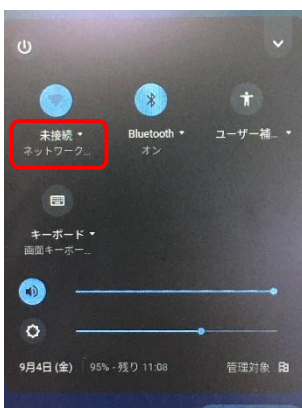 未接続
Bluetooth
ユーザー補...
ネットワーク...
オン
キーボード
画面キーボー...
9月4日 (金) 95% - 残り 11:08 管理対象